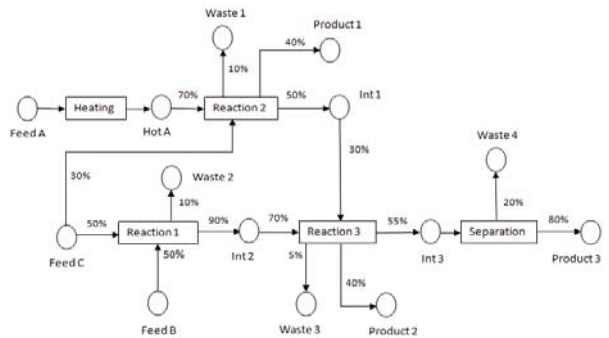 Waste 1
Product 1
40%
10%
70%
50%
Int 1
Heating
Reaction 2
Feed A
Hot A
30%
30%
Waste 4
Waste 2
10%
20%
50%
90%
70%
55%
80%
Reaction 1
Reaction 3
Separation
Feed C
50%
Int 2
5%
40%
Int 3
Product 3
Feed B
Waste 3
Product 2